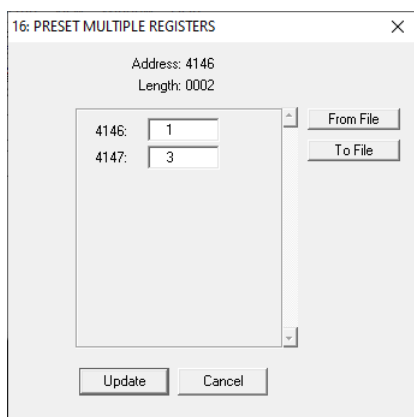 16: PRESET MULTIPLE REGISTERS
Address: 4146
Length: 0002
4146: 1
4147: 3
From File
To File
Update
Cancel